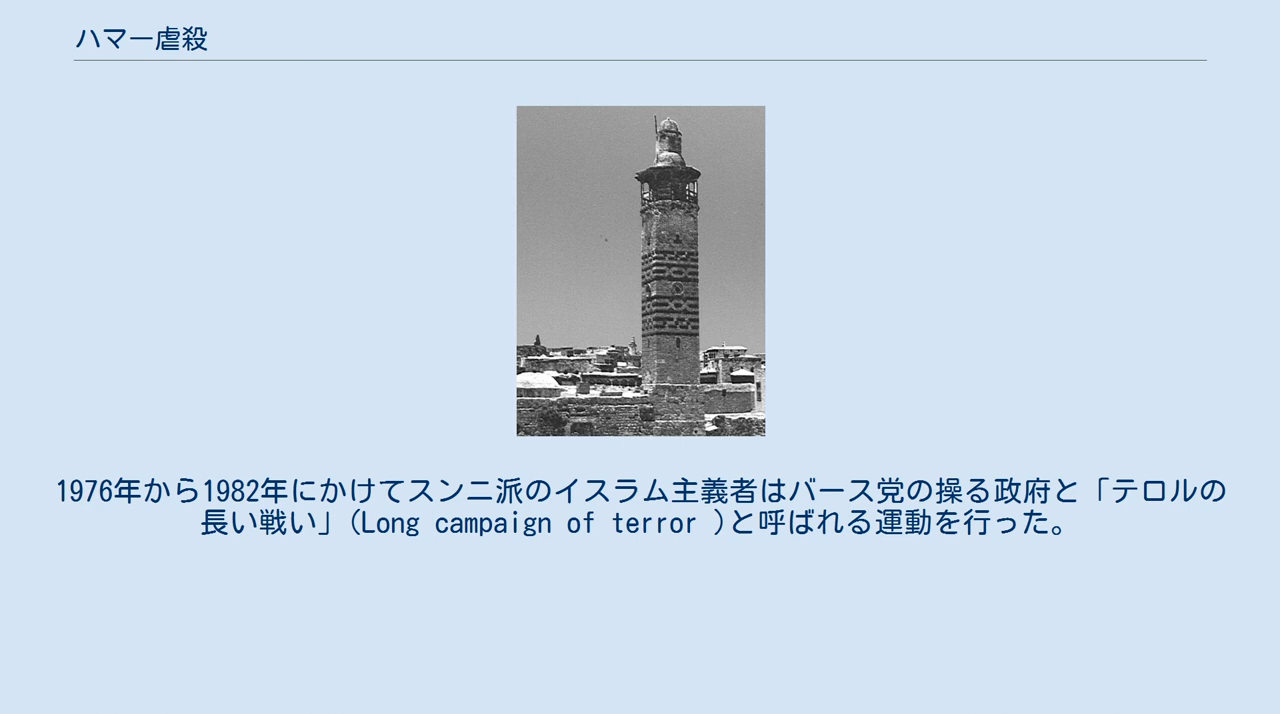 ハマー虐殺
1976年から1982年にかけてスンニ派のイスラム主義者はバース党の操る政府と「テロルの
長い戦い」(Long campaign of terror )と呼ばれる運動を行った。